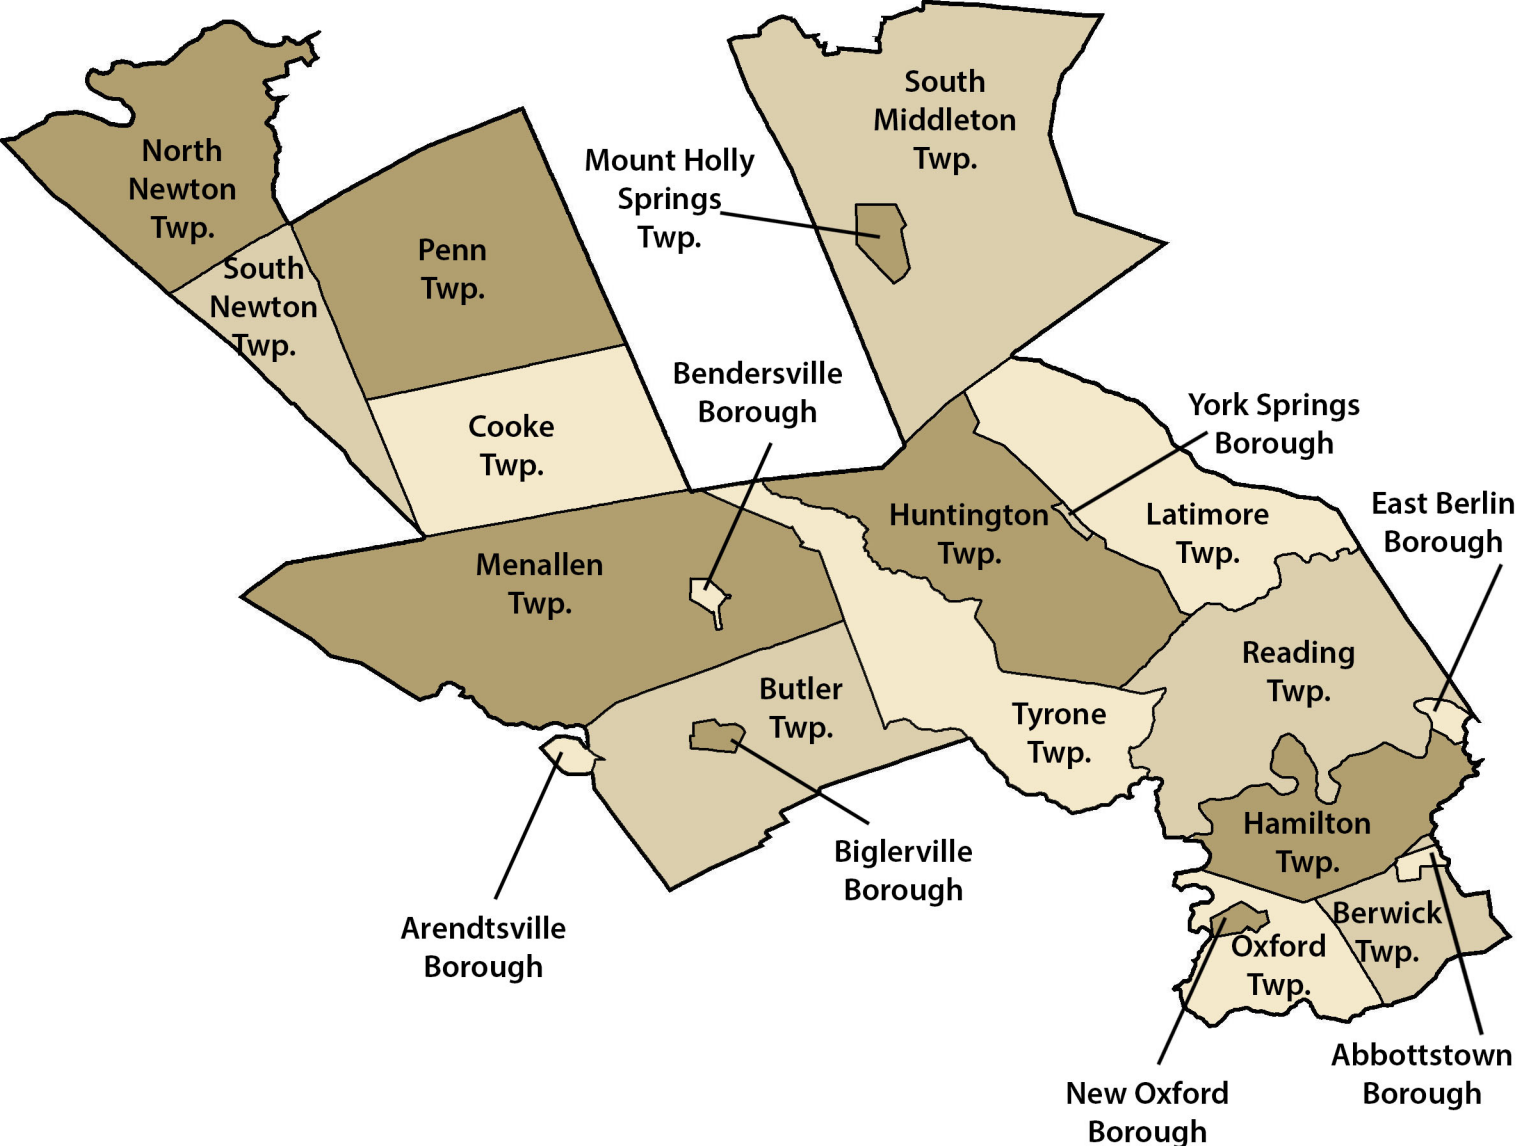 South
Middleton
Twp.
North
Newton
Twp.
Mount Holly
Springs
Twp.
Penn
Twp.
South
Newton
Twp.
Bendersville
Borough
York Springs
Borough
Cooke
Twp.
East Berlin
Borough
Huntington
Twp.
Latimore
Twp.
Menallen
Twp.
Reading
Twp.
Butler
Twp.
Tyrone
Twp.
Hamilton
Twp.
Biglerville
Borough
Arendtsville
Borough
Berwick
Twp.
Oxford
Twp.
Abbottstown
Borough
New Oxford
Borough